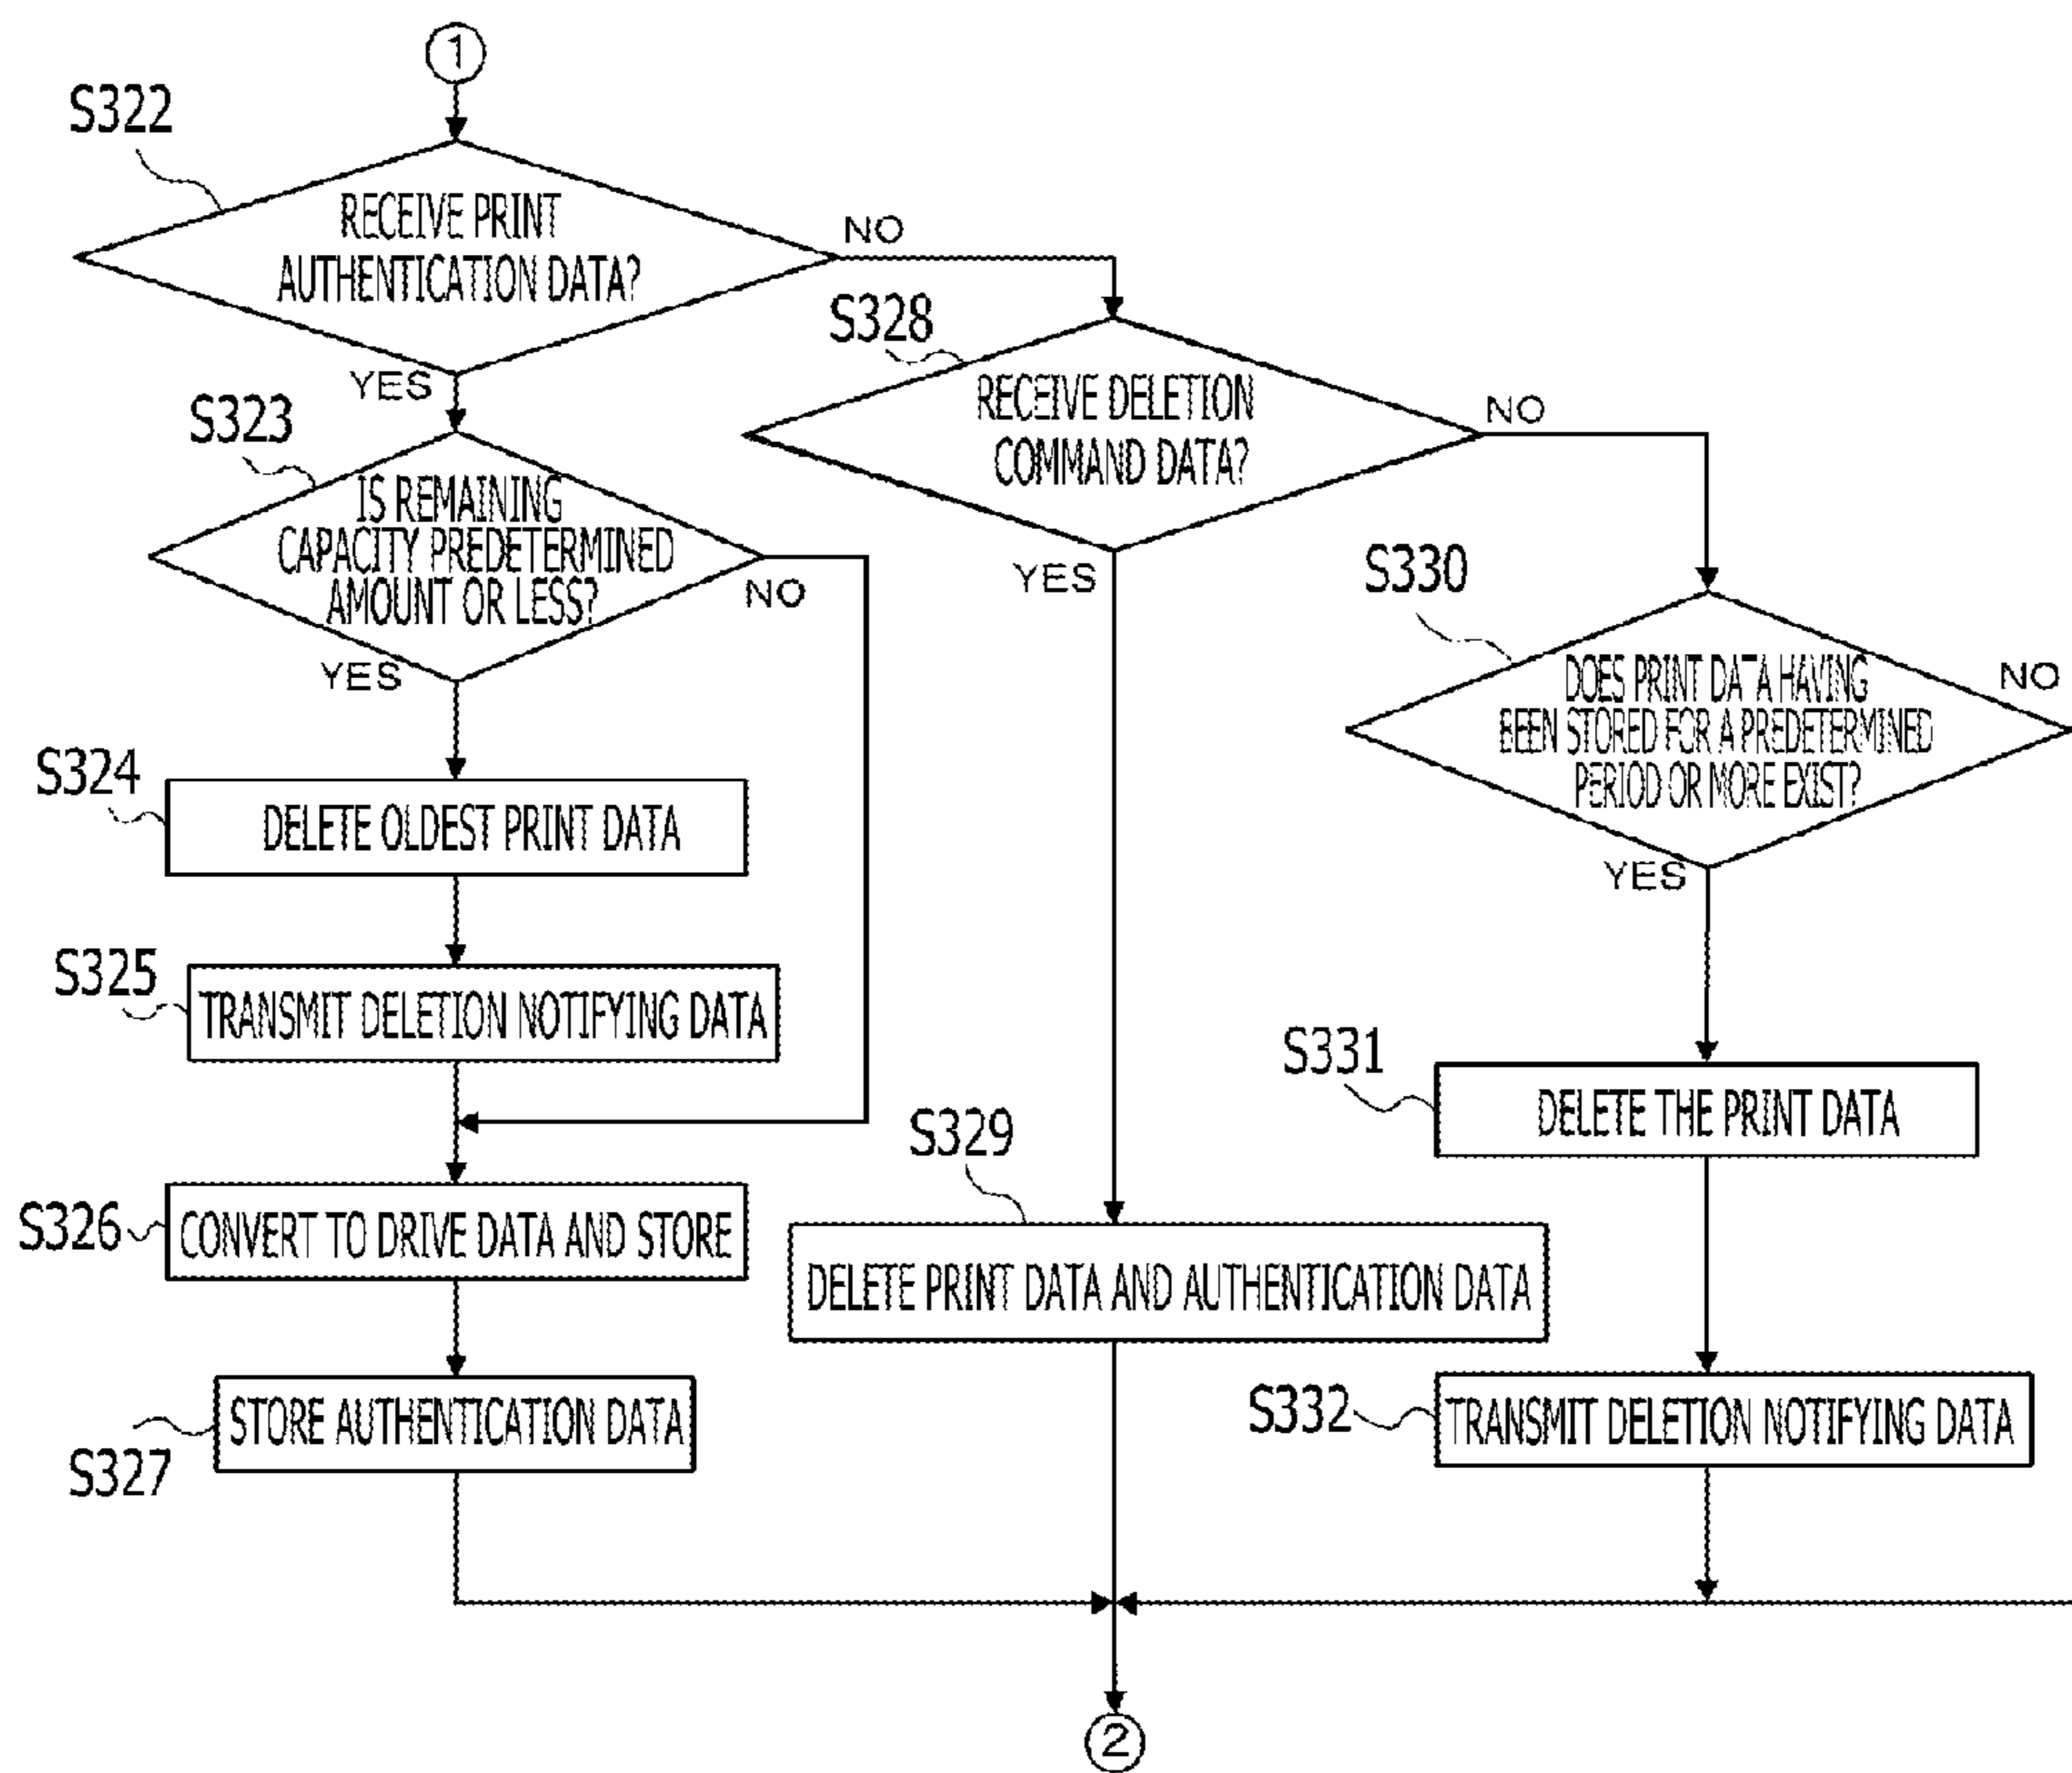 1
S322
RECEIVE PRINT
AUTHENTICATION DATA?
NO
YES
S323
IS REMAINING
CAPACITY PREDETERMINED
AMOUNT OR LESS?
NO
YES
S324
DELETE OLDEST PRINT DATA
S325
TRANSMIT DELETION NOTIFYING DATA
S326
CONVERT TO DRIVE DATA AND STORE
S327
STORE AUTHENTICATION DATA
S328
RECEIVE DELETION
COMMAND DATA?
NO
YES
S329
DELETE PRINT DATA AND AUTHENTICATION DATA
S330
DOES PRINT DATA HAVING
BEEN STORED FOR A PREDETERMINED
PERIOD OR MORE EXIST?
NO
YES
S331
DELETE THE PRINT DATA
S332
TRANSMIT DELETION NOTIFYING DATA
2